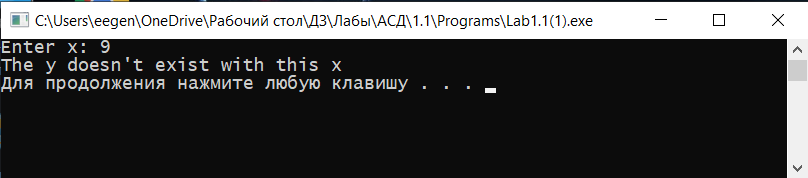 C:\Users\eegen\OneDrive\Рабочий стол\ДЗ\Лабы\АСД\1.1\Programs\Lab1.1(1).exe
Enter x: 9
The y doesn't exist with this x
Для продолжения нажмите любую клавишу . . .